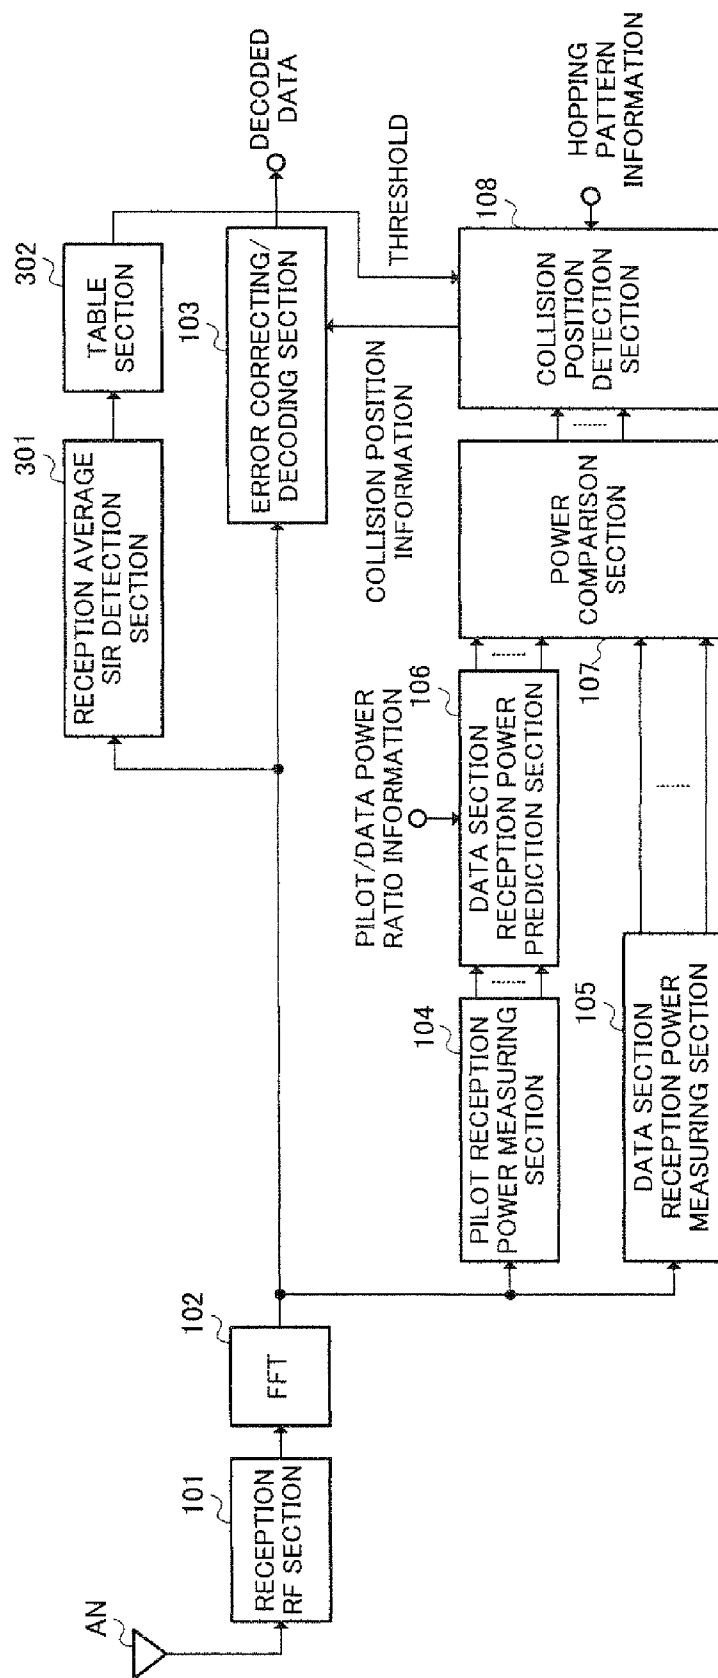 AN
101
RECEPTION
RF SECTION
102
FFT
301
RECEPTION AVERAGE
SIR DETECTION
SECTION
302
TABLE
SECTION
103
ERROR CORRECTING/
DECODING SECTION
DECODED
DATA
THRESHOLD
COLLISION POSITION
INFORMATION
PILOT/DATA POWER
RATIO INFORMATION
104
PILOT RECEPTION
POWER MEASURING
SECTION
106
DATA SECTION
RECEPTION POWER
PREDICTION SECTION
105
DATA SECTION
RECEPTION POWER
MEASURING SECTION
107
POWER
COMPARISON
SECTION
108
COLLISION
POSITION
DETECTION
SECTION
HOPPING
PATTERN
INFORMATION